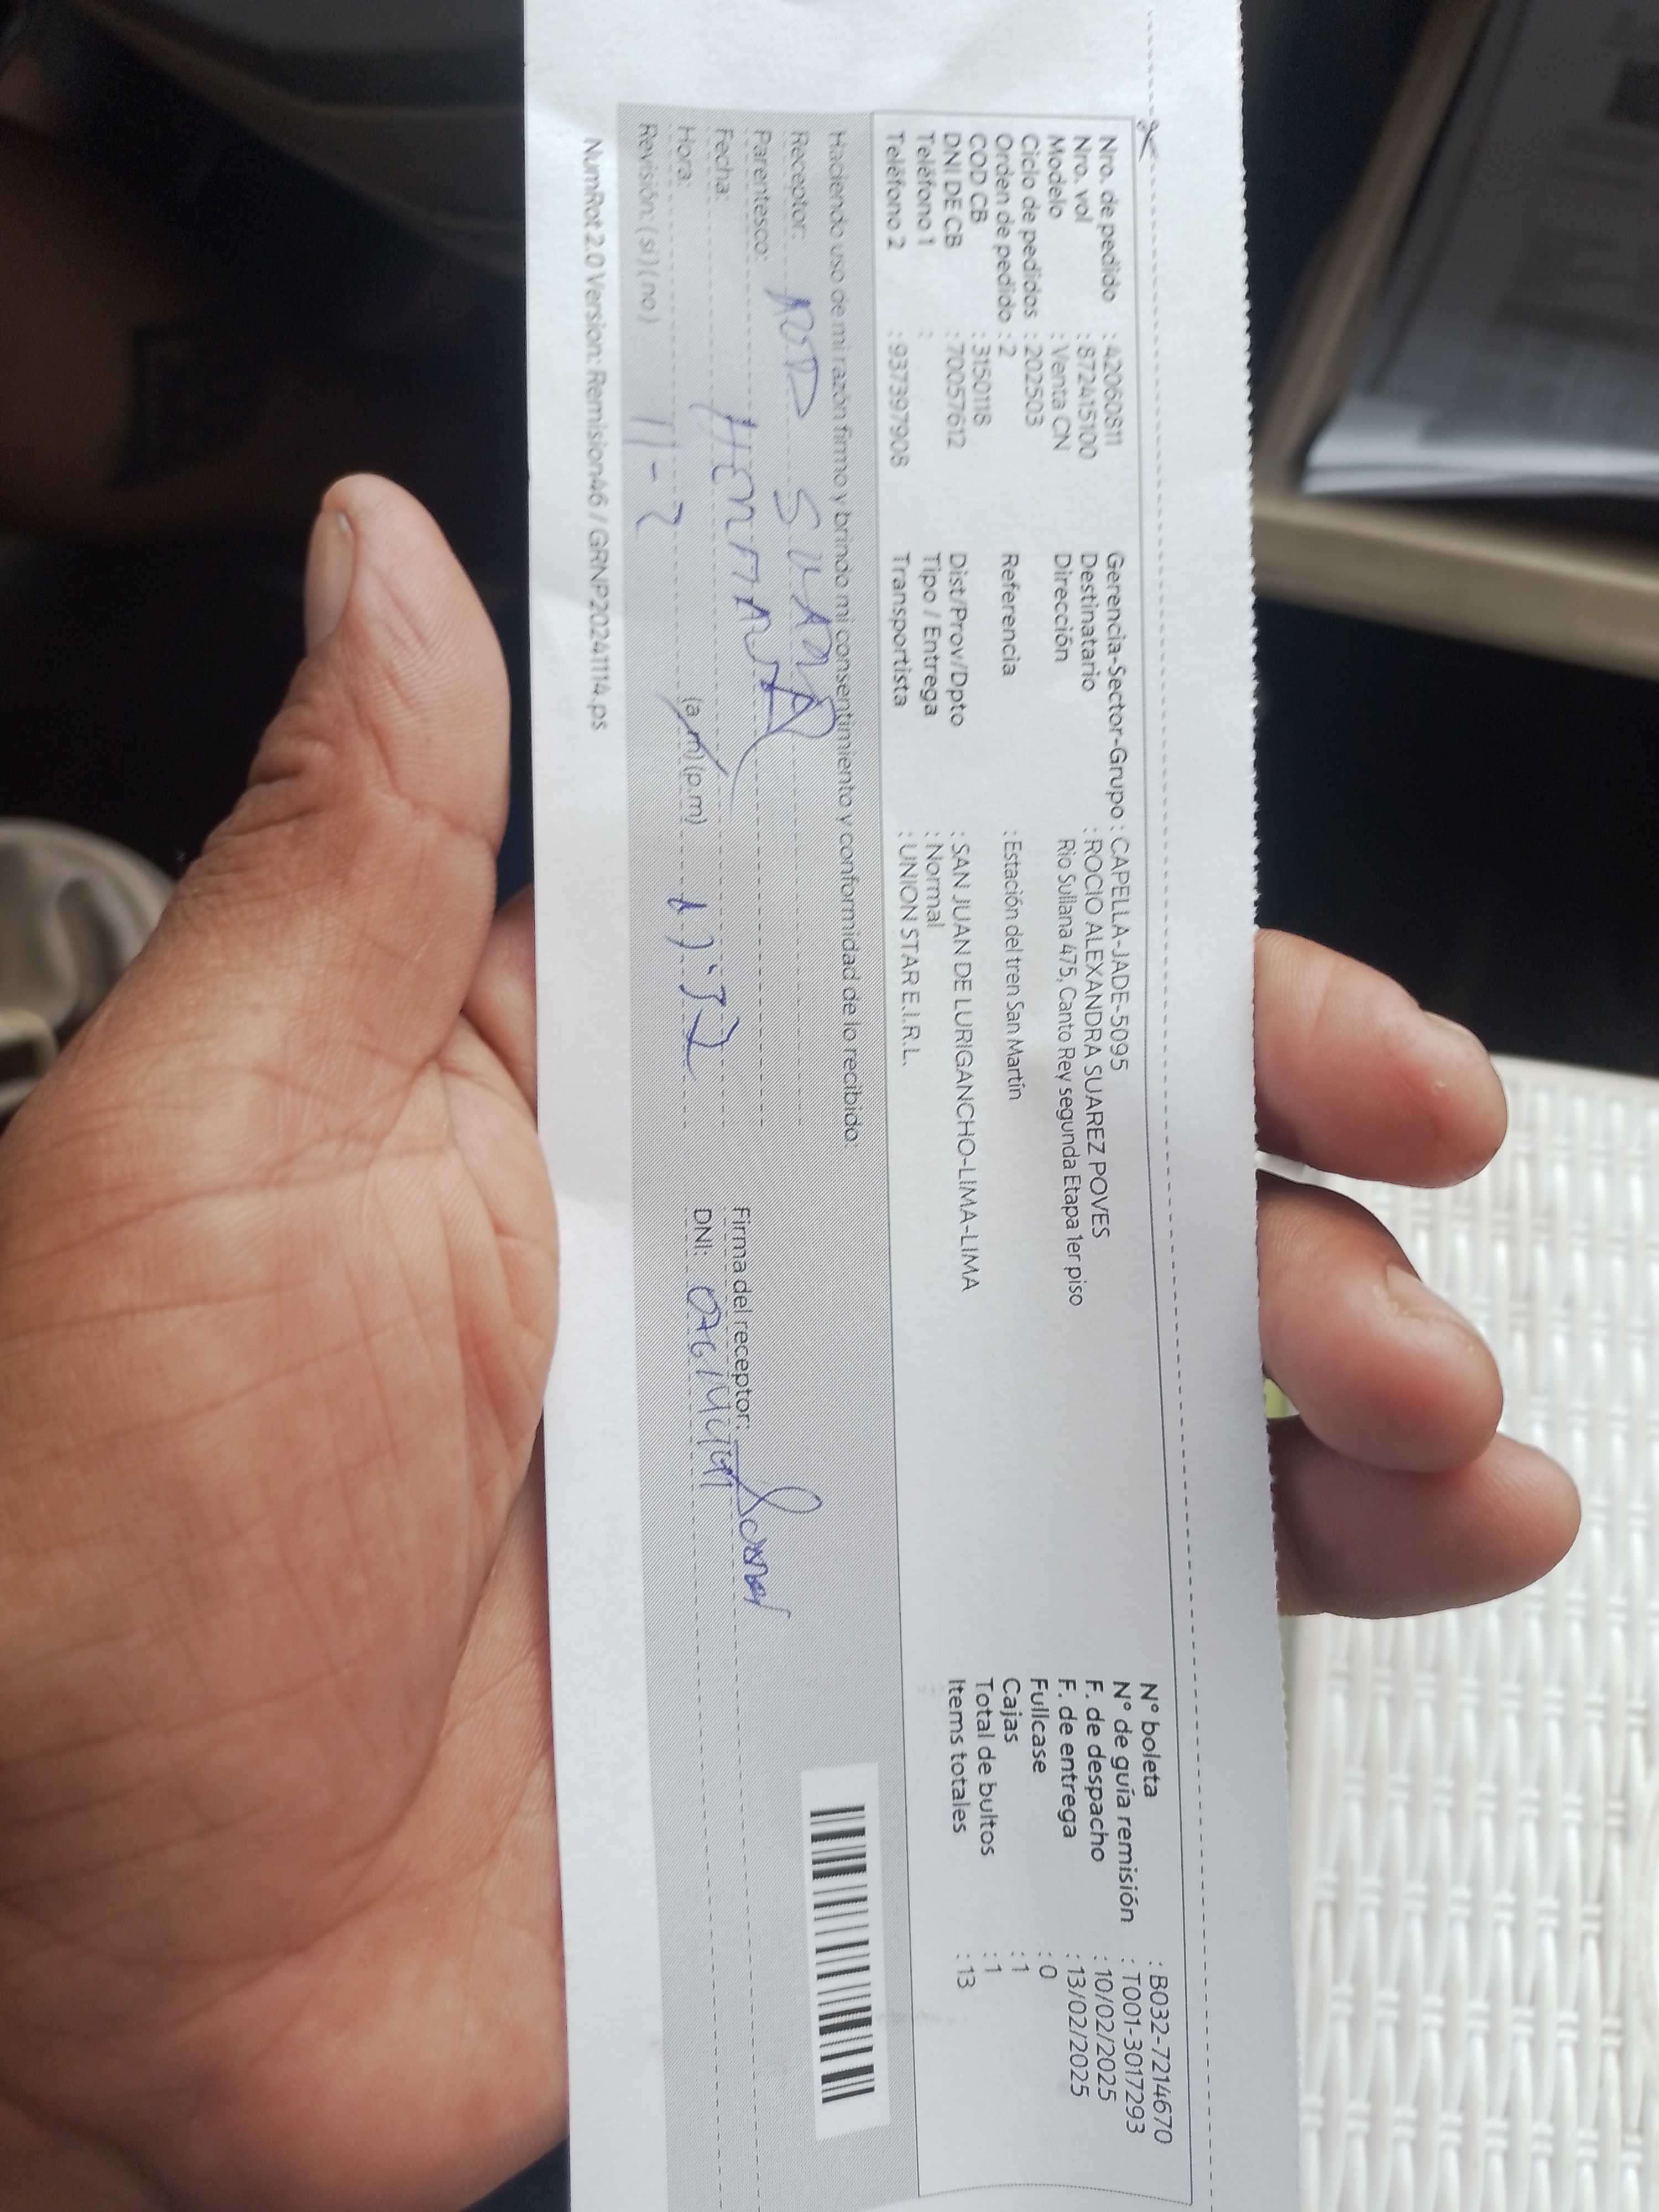 Nro. de pedido : 42060811
Nro. vol : 872415100
Modelo : Venta CN
Ciclo de pedidos : 202503
Orden de pedido : 2
COD CB : 3150118
DNI DE CB : 70057612
Teléfono 1 :
Teléfono 2 : 937397908
Gerencia-Sector-Grupo : CAPELLA-JADE-5095
Destinatario : ROCIO ALEXANDRA SUAREZ POVES
Dirección Rio Sullana 475, Canto Rey segunda Etapa 1er piso
Referencia : Estación del tren San Martín
Dist/Prov/Dpto : SAN JUAN DE LURIGANCHO-LIMA-LIMA
Tipo / Entrega : Normal
Transportista : UNION STAR E.I.R.L.
N° boleta : B032-7214670
N° de guía remisión : T001-3017293
F. de despacho : 10/02/2025
F. de entrega : 13/02/2025
Fullcase : 0
Cajas : 1
Total de bultos : 1
Items totales : 13
Haciendo uso de mi razón firmo y brindo mi consentimiento y conformidad de lo recibido:
Receptor:
Parentesco: HERMANA
Fecha:
Hora: 11-2 (a.m) (p.m)
Revisión: (si) (no)
Firma del receptor:
DNI:
NumRot 2.0 Version: Remision46 / GRNP20241114.ps